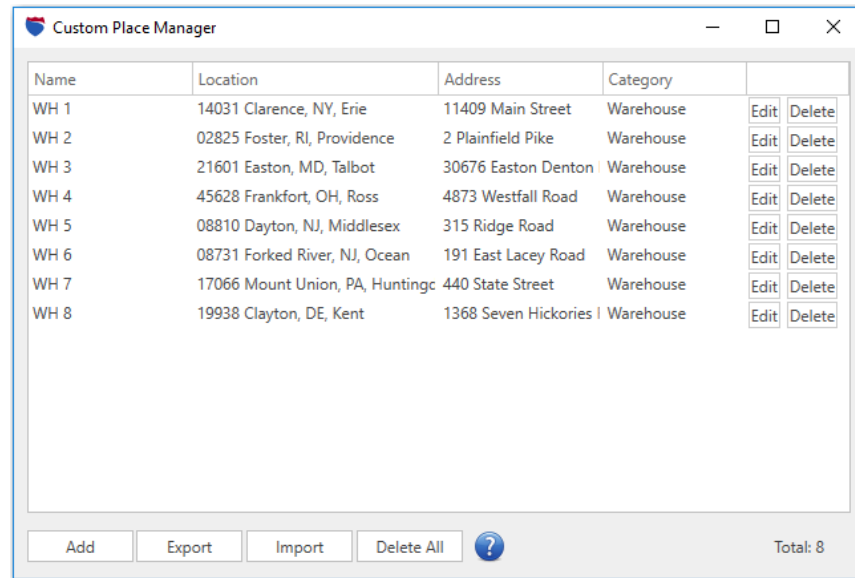 Custom Place Manager
Name Location Address Category
WH 1 14031 Clarence, NY, Erie 11409 Main Street Warehouse Edit Delete
WH 2 02825 Foster, RI, Providence 2 Plainfield Pike Warehouse Edit Delete
WH 3 21601 Easton, MD, Talbot 30676 Easton Denton Warehouse Edit Delete
WH 4 45628 Frankfort, OH, Ross 4873 Westfall Road Warehouse Edit Delete
WH 5 08810 Dayton, NJ, Middlesex 315 Ridge Road Warehouse Edit Delete
WH 6 08731 Forked River, NJ, Ocean 191 East Lacey Road Warehouse Edit Delete
WH 7 17066 Mount Union, PA, Huntingc 440 State Street Warehouse Edit Delete
WH 8 19938 Clayton, DE, Kent 1368 Seven Hickories Warehouse Edit Delete
Add Export Import Delete All ? Total: 8